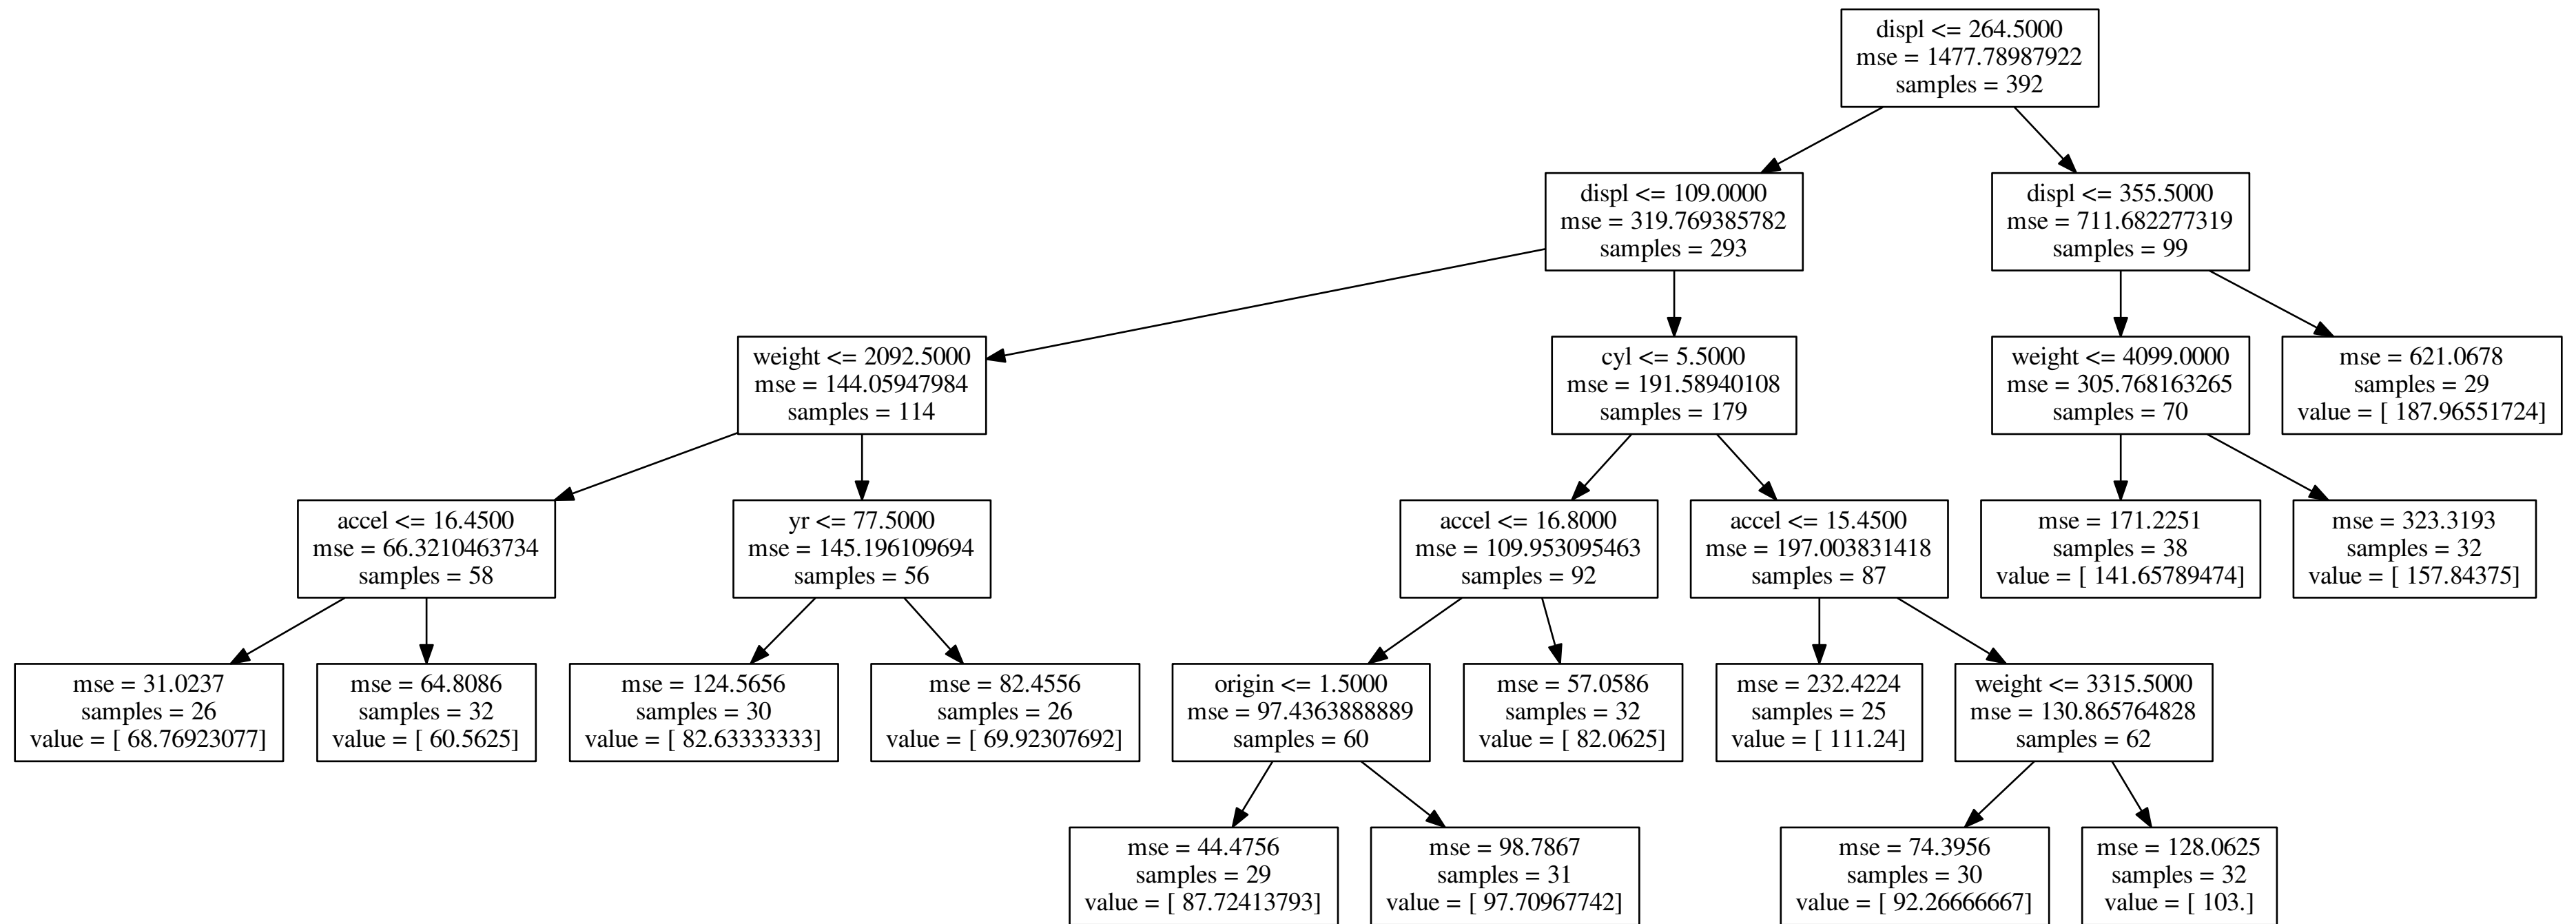 displ <= 264.5000
mse = 1477.78987922
samples = 392
displ <= 109.0000
mse = 319.769385782
samples = 293
displ <= 355.5000
mse = 711.682277319
samples = 99
weight <= 2092.5000
mse = 144.05947984
samples = 114
cyl <= 5.5000
mse = 191.58940108
samples = 179
weight <= 4099.0000
mse = 305.768163265
samples = 70
mse = 621.0678
samples = 29
value = [ 187.96551724]
accel <= 16.4500
mse = 66.3210463734
samples = 58
yr <= 77.5000
mse = 145.196109694
samples = 56
accel <= 16.8000
mse = 109.953095463
samples = 92
accel <= 15.4500
mse = 197.003831418
samples = 87
mse = 171.2251
samples = 38
value = [ 141.65789474]
mse = 323.3193
samples = 32
value = [ 157.84375]
mse = 31.0237
samples = 26
value = [ 68.76923077]
mse = 64.8086
samples = 32
value = [ 60.5625]
mse = 124.5656
samples = 30
value = [ 82.63333333]
mse = 82.4556
samples = 26
value = [ 69.92307692]
origin <= 1.5000
mse = 97.4363888889
samples = 60
mse = 57.0586
samples = 32
value = [ 82.0625]
mse = 232.4224
samples = 25
value = [ 111.24]
weight <= 3315.5000
mse = 130.865764828
samples = 62
mse = 44.4756
samples = 29
value = [ 87.72413793]
mse = 98.7867
samples = 31
value = [ 97.70967742]
mse = 74.3956
samples = 30
value = [ 92.26666667]
mse = 128.0625
samples = 32
value = [ 103.]